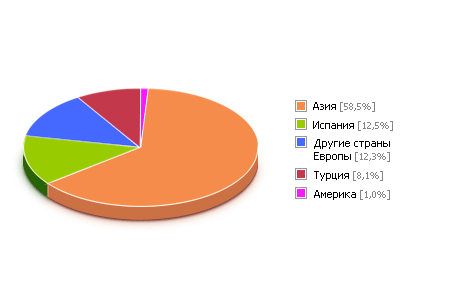 Азия [58,5%]
Испания [12,5%]
Другие страны
Европы [12,3%]
Турция [8,1%]
Америка [1,0%]